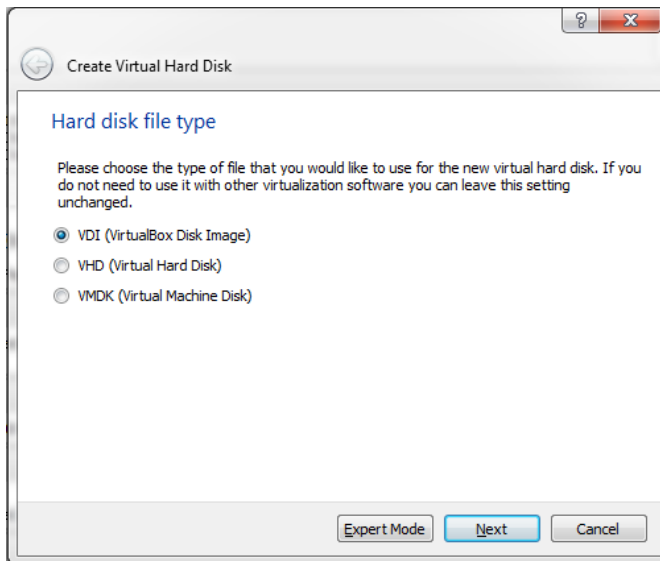 ?
X
Create Virtual Hard Disk
Hard disk file type
Please choose the type of file that you would like to use for the new virtual hard disk. If you
do not need to use it with other virtualization software you can leave this setting
unchanged.
VDI (VirtualBox Disk Image)
VHD (Virtual Hard Disk)
VMDK (Virtual Machine Disk)
Expert Mode Next Cancel